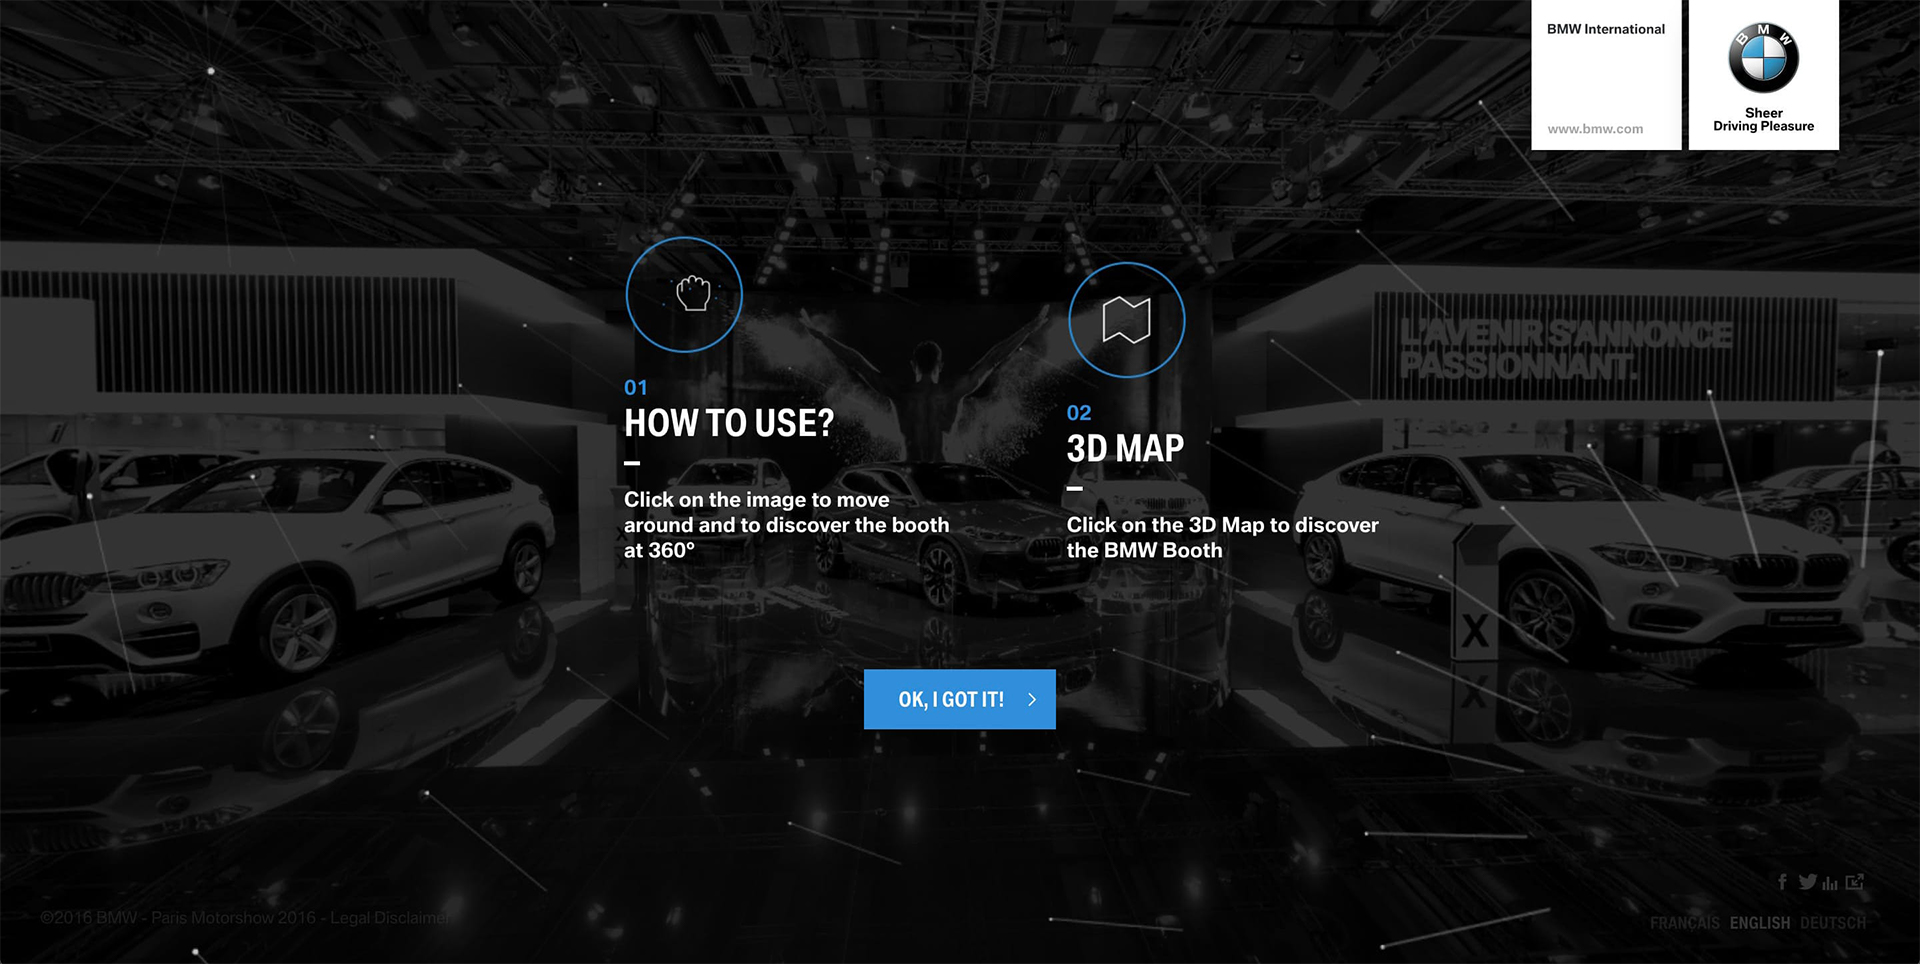 BMW International
www.bmw.com
BMW
Sheer
Driving Pleasure
L'AVENIR S'ANNONCE
PASSIONNANT.
01
HOW TO USE?
Click on the image to move
around and to discover the booth
at 360°
02
3D MAP
Click on the 3D Map to discover
the BMW Booth
X
X
OK, I GOT IT!
©2016 BMW - Paris Motorshow 2016 - Legal Disclaimer
FRANÇAIS ENGLISH DEUTSCH